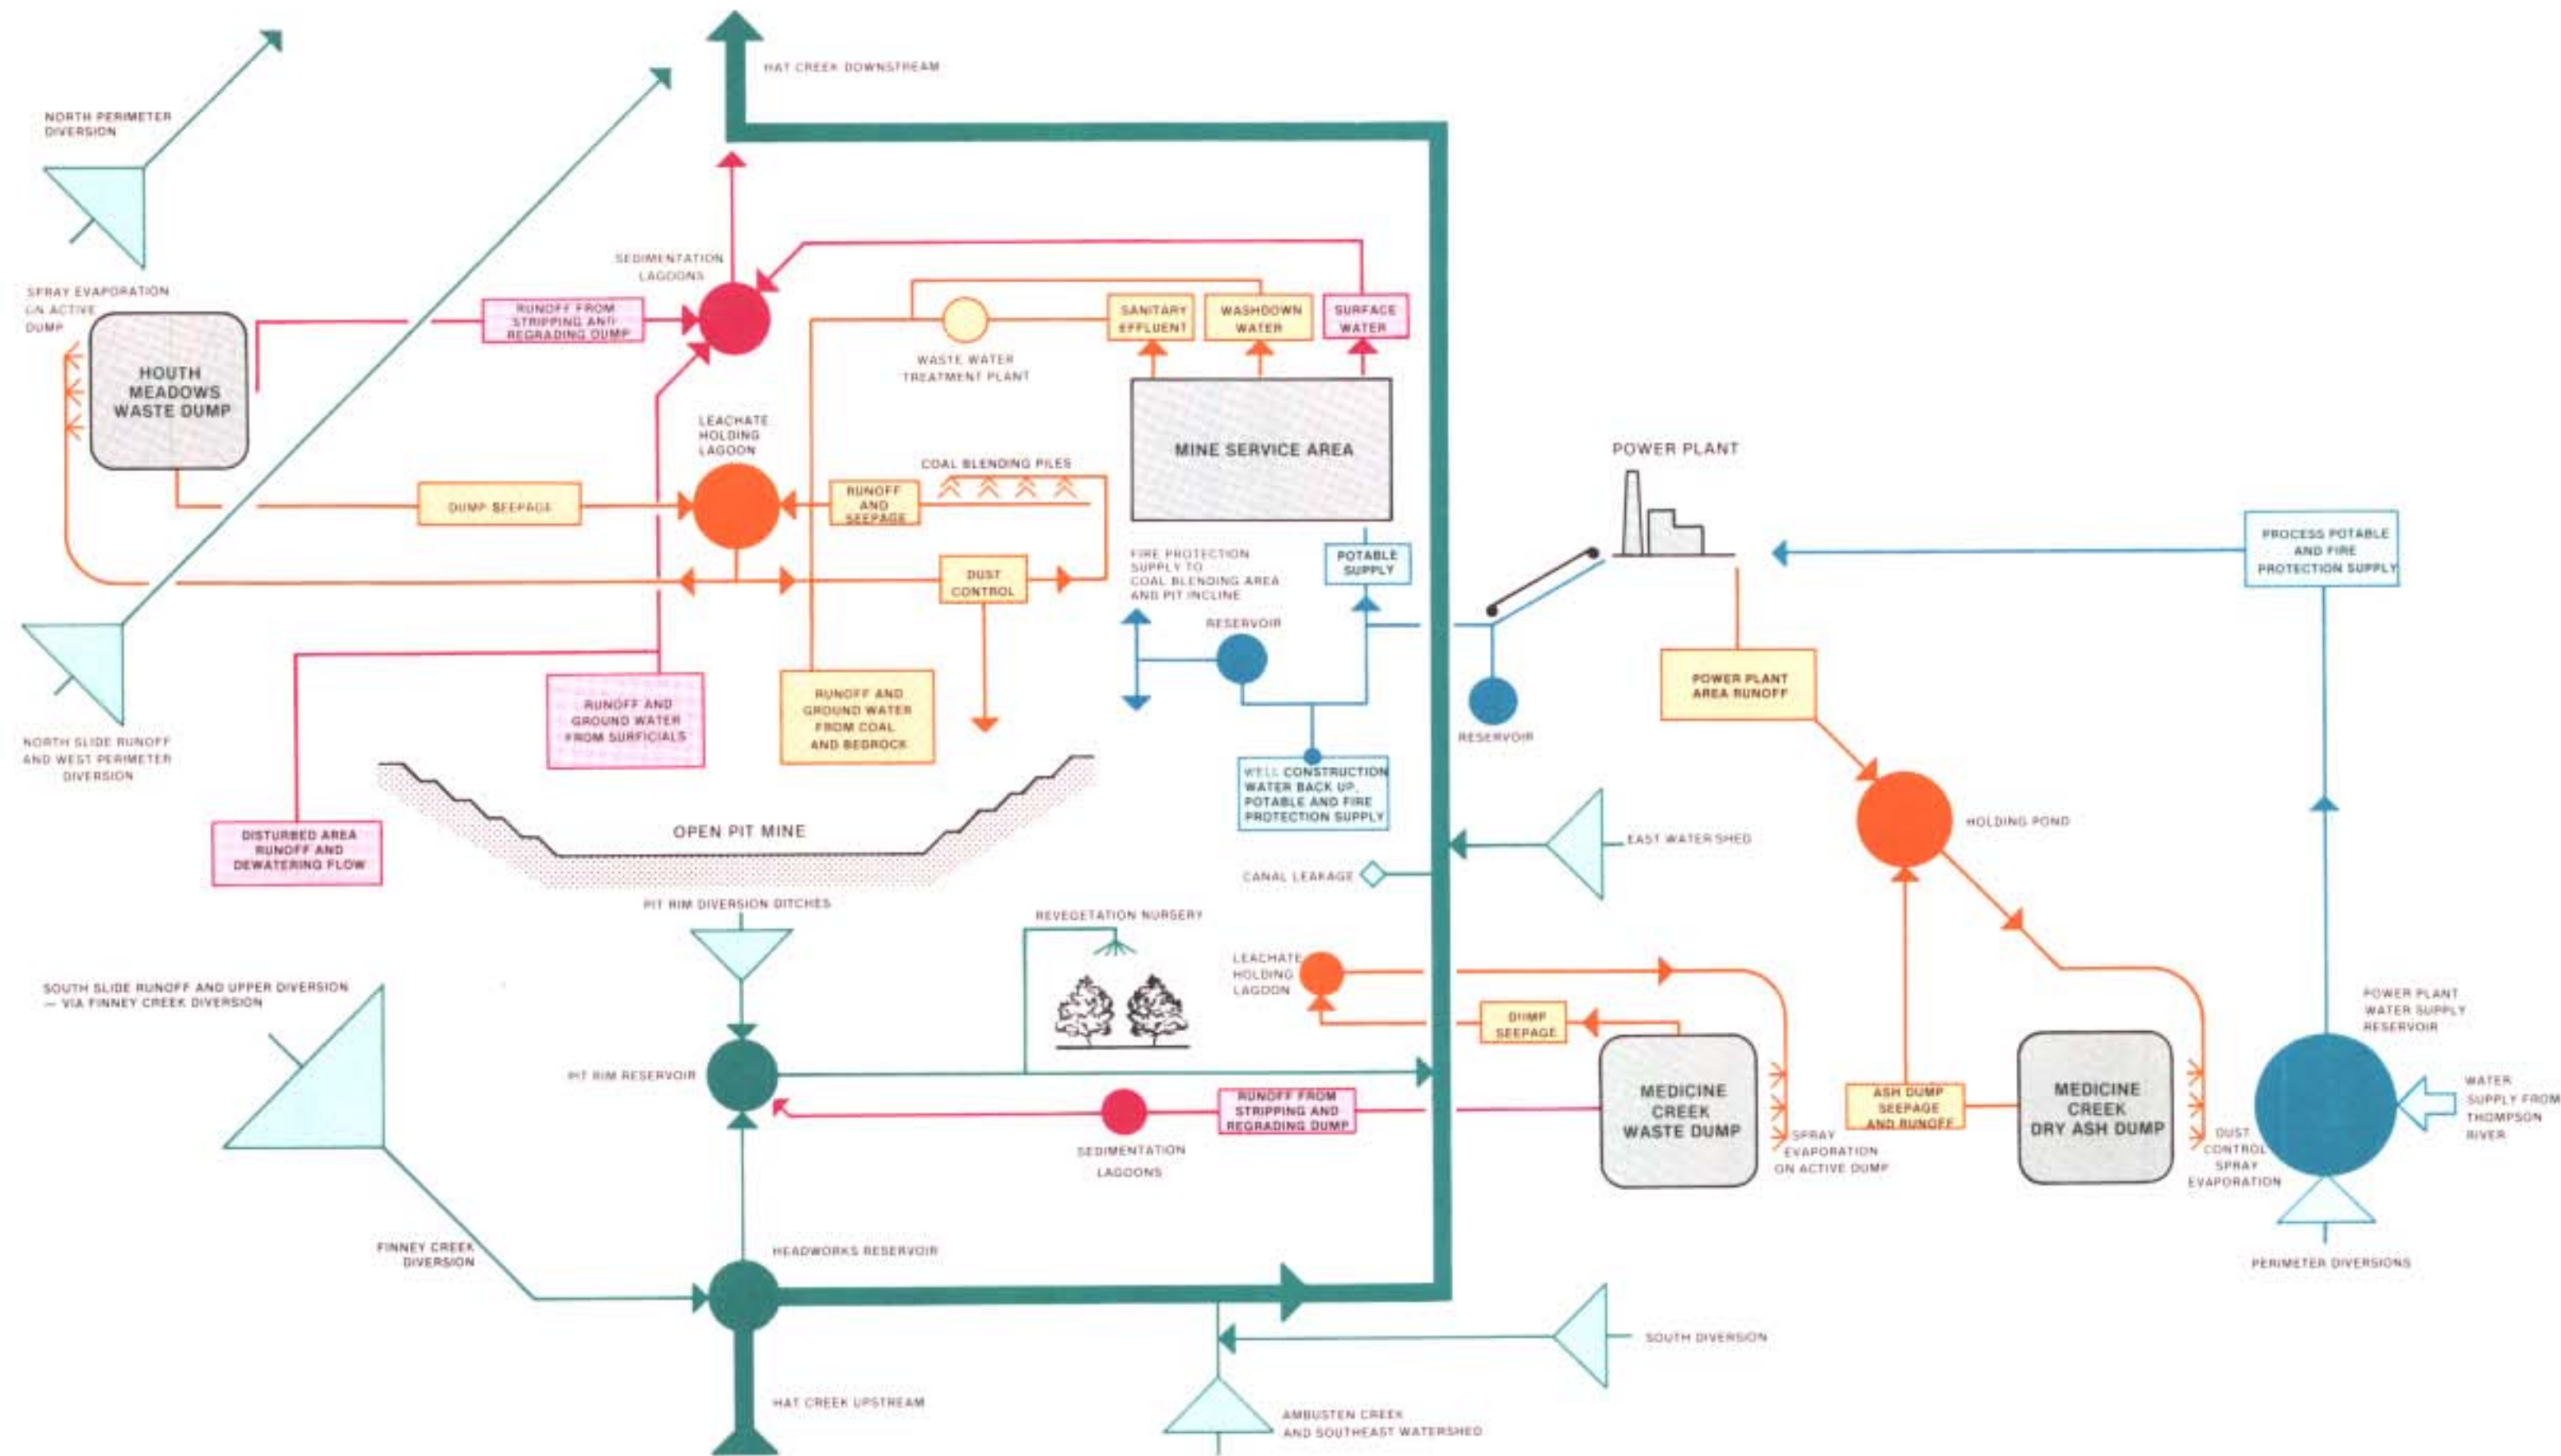 HAT CREEK DOWNSTREAM
NORTH PERIMETER
DIVERSION
SEDIMENTATION
LAGOONS
SPRAY EVAPORATION
ON ACTIVE
DUMP
RUNOFF FROM
STRIPPING AND
REGRADING DUMP
SANITARY
EFFLUENT
WASHDOWN
WATER
SURFACE
WATER
WASTE WATER
TREATMENT PLANT
HOUTH
MEADOWS
WASTE DUMP
LEACHATE
HOLDING
LAGOON
COAL BLENDING PILES
MINE SERVICE AREA
POWER PLANT
DUMP SEEPAGE
RUNOFF
AND
SEEPAGE
PROCESS POTABLE
AND FIRE
PROTECTION SUPPLY
FIRE PROTECTION
SUPPLY TO
COAL BLENDING AREA
AND PIT INCLINE
POTABLE
SUPPLY
DUST
CONTROL
RESERVOIR
POWER PLANT
AREA RUNOFF
RUNOFF AND
GROUND WATER
FROM SURFICIALS
RUNOFF AND
GROUND WATER
FROM COAL
AND BEDROCK
RESERVOIR
NORTH SLIDE RUNOFF
AND WEST PERIMETER
DIVERSION
WELL CONSTRUCTION
WATER BACK UP,
POTABLE AND FIRE
PROTECTION SUPPLY
DISTURBED AREA
RUNOFF AND
DEWATERING FLOW
OPEN PIT MINE
HOLDING POND
EAST WATER SHED
CANAL LEAKAGE
PIT RIM DIVERSION DITCHES
REVEGETATION NURSERY
SOUTH SLIDE RUNOFF AND UPPER DIVERSION
— VIA FINNEY CREEK DIVERSION
LEACHATE
HOLDING
LAGOON
DUMP
SEEPAGE
POWER PLANT
WATER SUPPLY
RESERVOIR
PIT RIM RESERVOIR
RUNOFF FROM
STRIPPING AND
REGRADING DUMP
MEDICINE
CREEK
WASTE DUMP
ASH DUMP
SEEPAGE
AND RUNOFF
MEDICINE
CREEK
DRY ASH DUMP
WATER
SUPPLY FROM
THOMPSON
RIVER
SEDIMENTATION
LAGOONS
SPRAY
EVAPORATION
ON ACTIVE DUMP
DUST
CONTROL
SPRAY
EVAPORATION
FINNEY CREEK
DIVERSION
HEADWORKS RESERVOIR
PERIMETER DIVERSIONS
SOUTH DIVERSION
HAT CREEK UPSTREAM
AMBUSTEN CREEK
AND SOUTHEAST WATERSHED